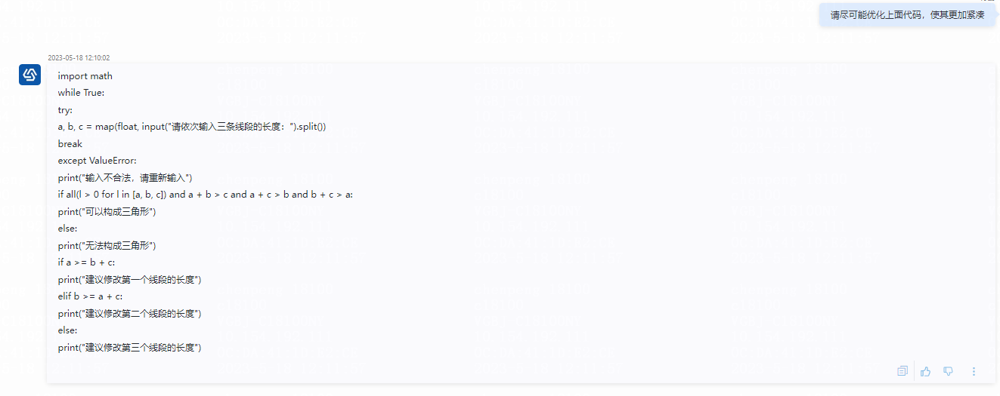 请尽可能优化上面代码，使其更加紧凑
2023-05-18 12:10:02
import math
while True:
try:
a, b, c = map(float, input("请依次输入三条线段的长度：").split())
break
except ValueError:
print("输入不合法，请重新输入")
if all(l > 0 for l in [a, b, c]) and a + b > c and a + c > b and b + c > a:
print("可以构成三角形")
else:
print("无法构成三角形")
if a >= b + c:
print("建议修改第一个线段的长度")
elif b >= a + c:
print("建议修改第二个线段的长度")
else:
print("建议修改第三个线段的长度")